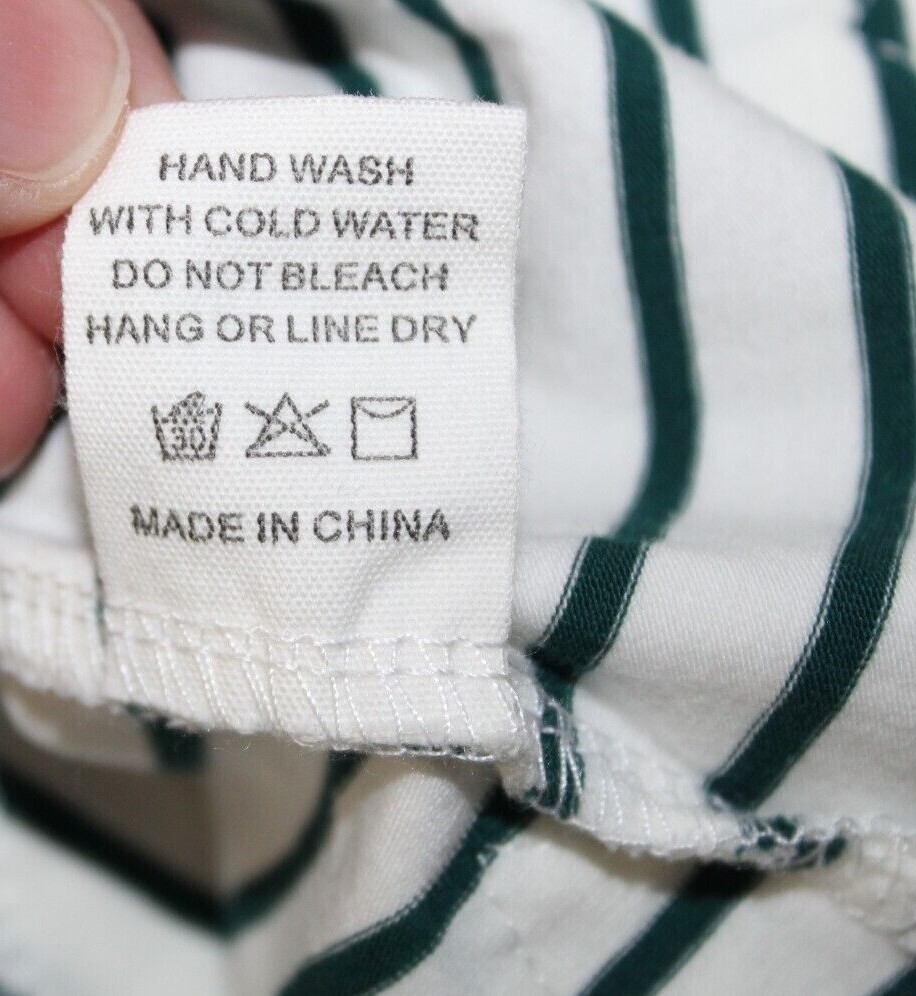 HAND WASH
WITH COLD WATER
DO NOT BLEACH
HANG OR LINE DRY
30
MADE IN CHINA